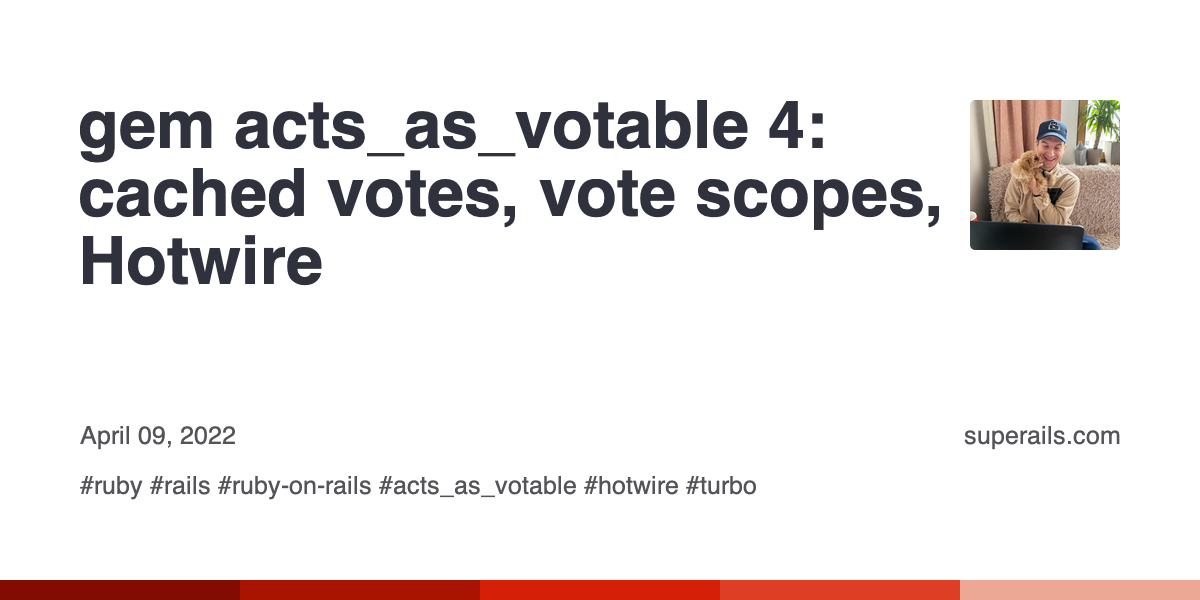 gem acts_as_votable 4:
cached votes, vote scopes,
Hotwire
April 09, 2022
superails.com
#ruby #rails #ruby-on-rails #acts_as_votable #hotwire #turbo